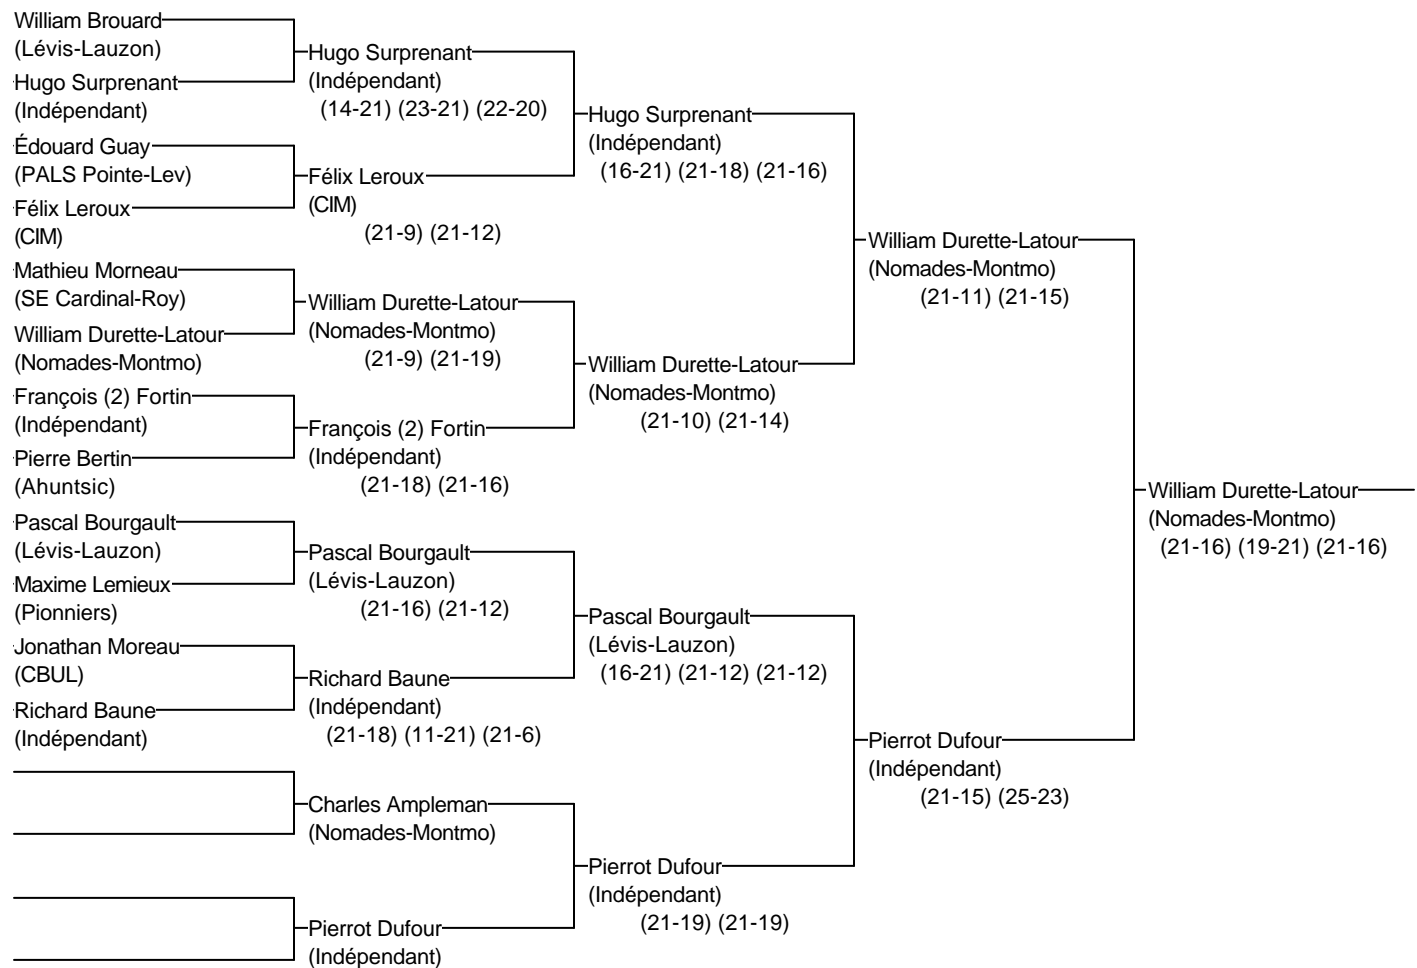 William Brouard
(Lévis-Lauzon)
Hugo Surprenant
(Indépendant)
Édouard Guay
(PALS Pointe-Lev)
Félix Leroux
(CIM)
Mathieu Morneau
(SE Cardinal-Roy)
William Durette-Latour
(Nomades-Montmo)
François (2) Fortin
(Indépendant)
Pierre Bertin
(Ahuntsic)
Pascal Bourgault
(Lévis-Lauzon)
Maxime Lemieux
(Pionniers)
Jonathan Moreau
(CBUL)
Richard Baune
(Indépendant)
Hugo Surprenant
(Indépendant)
(14-21) (23-21) (22-20)
Félix Leroux
(CIM)
(21-9) (21-12)
William Durette-Latour
(Nomades-Montmo)
(21-9) (21-19)
François (2) Fortin
(Indépendant)
(21-18) (21-16)
Pascal Bourgault
(Lévis-Lauzon)
(21-16) (21-12)
Richard Baune
(Indépendant)
(21-18) (11-21) (21-6)
Charles Ampleman
(Nomades-Montmo)
Pierrot Dufour
(Indépendant)
Hugo Surprenant
(Indépendant)
(16-21) (21-18) (21-16)
William Durette-Latour
(Nomades-Montmo)
(21-10) (21-14)
Pascal Bourgault
(Lévis-Lauzon)
(16-21) (21-12) (21-12)
Pierrot Dufour
(Indépendant)
(21-19) (21-19)
William Durette-Latour
(Nomades-Montmo)
(21-11) (21-15)
Pierrot Dufour
(Indépendant)
(21-15) (25-23)
William Durette-Latour
(Nomades-Montmo)
(21-16) (19-21) (21-16)